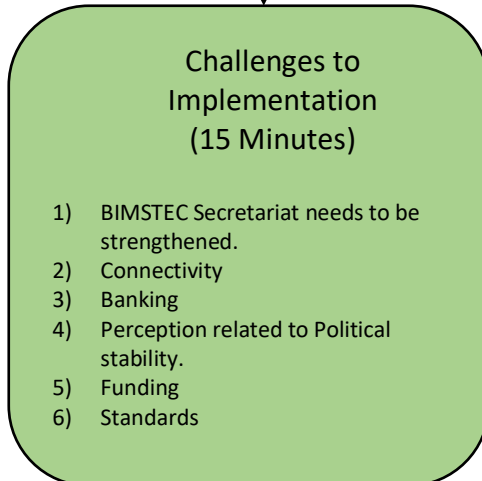 Challenges to
Implementation
(15 Minutes)
1) BIMSTEC Secretariat needs to be
strengthened.
2) Connectivity
3) Banking
4) Perception related to Political
stability.
5) Funding
6) Standards